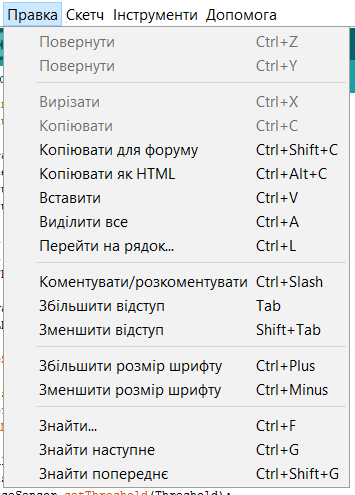 Правка Скетч Інструменти Допомога
Повернути Ctrl+Z
Повернути Ctrl+Y
Вирізати Ctrl+X
Копіювати Ctrl+C
Копіювати для форуму Ctrl+Shift+C
Копіювати як HTML Ctrl+Alt+C
Вставити Ctrl+V
Виділити все Ctrl+A
Перейти на рядок... Ctrl+L
Коментувати/розкоментувати Ctrl+Slash
Збільшити відступ Tab
Зменшити відступ Shift+Tab
Збільшити розмір шрифту Ctrl+Plus
Зменшити розмір шрифту Ctrl+Minus
Знайти... Ctrl+F
Знайти наступне Ctrl+G
Знайти попереднє Ctrl+Shift+G